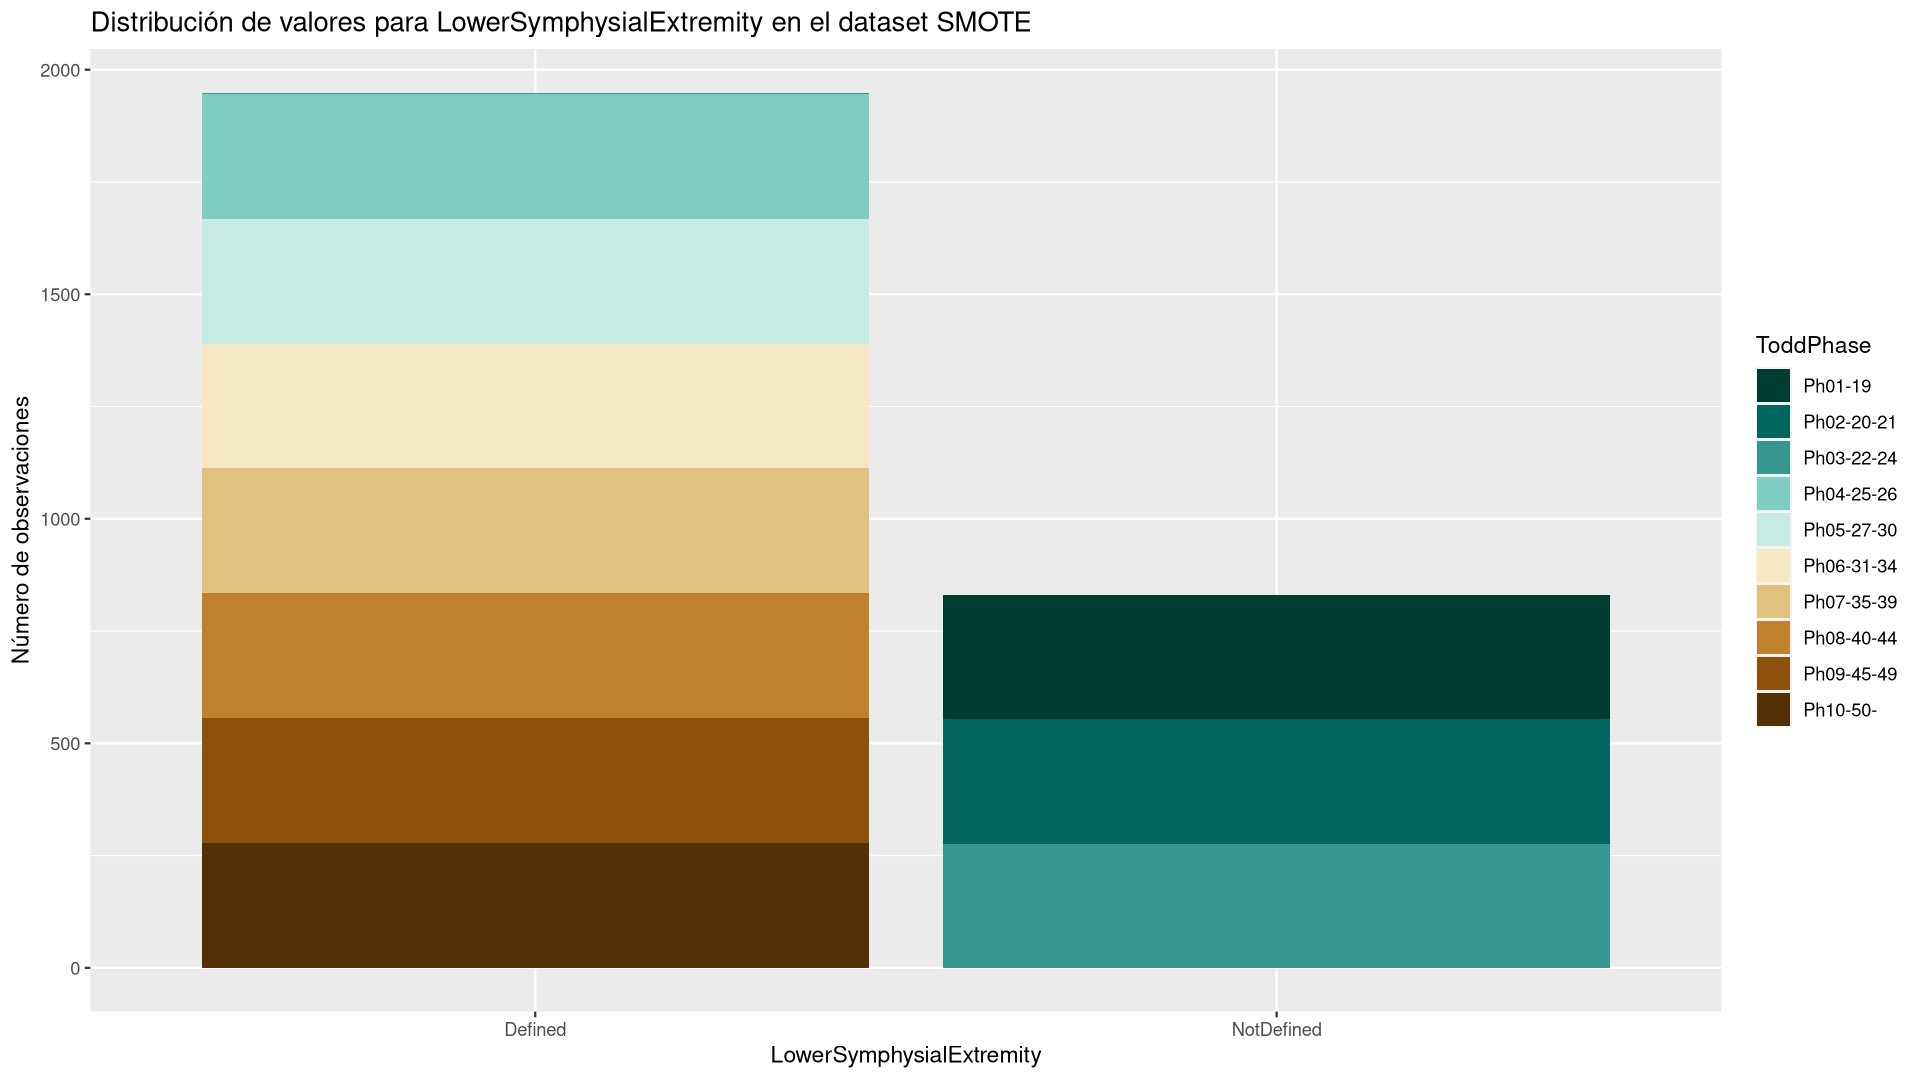 Distribución de valores para LowerSymphysialExtremity en el dataset SMOTE
Número de observaciones
2000
1500
1000
500
0
Defined
NotDefined
LowerSymphysialExtremity
ToddPhase
Ph01-19
Ph02-20-21
Ph03-22-24
Ph04-25-26
Ph05-27-30
Ph06-31-34
Ph07-35-39
Ph08-40-44
Ph09-45-49
Ph10-50-